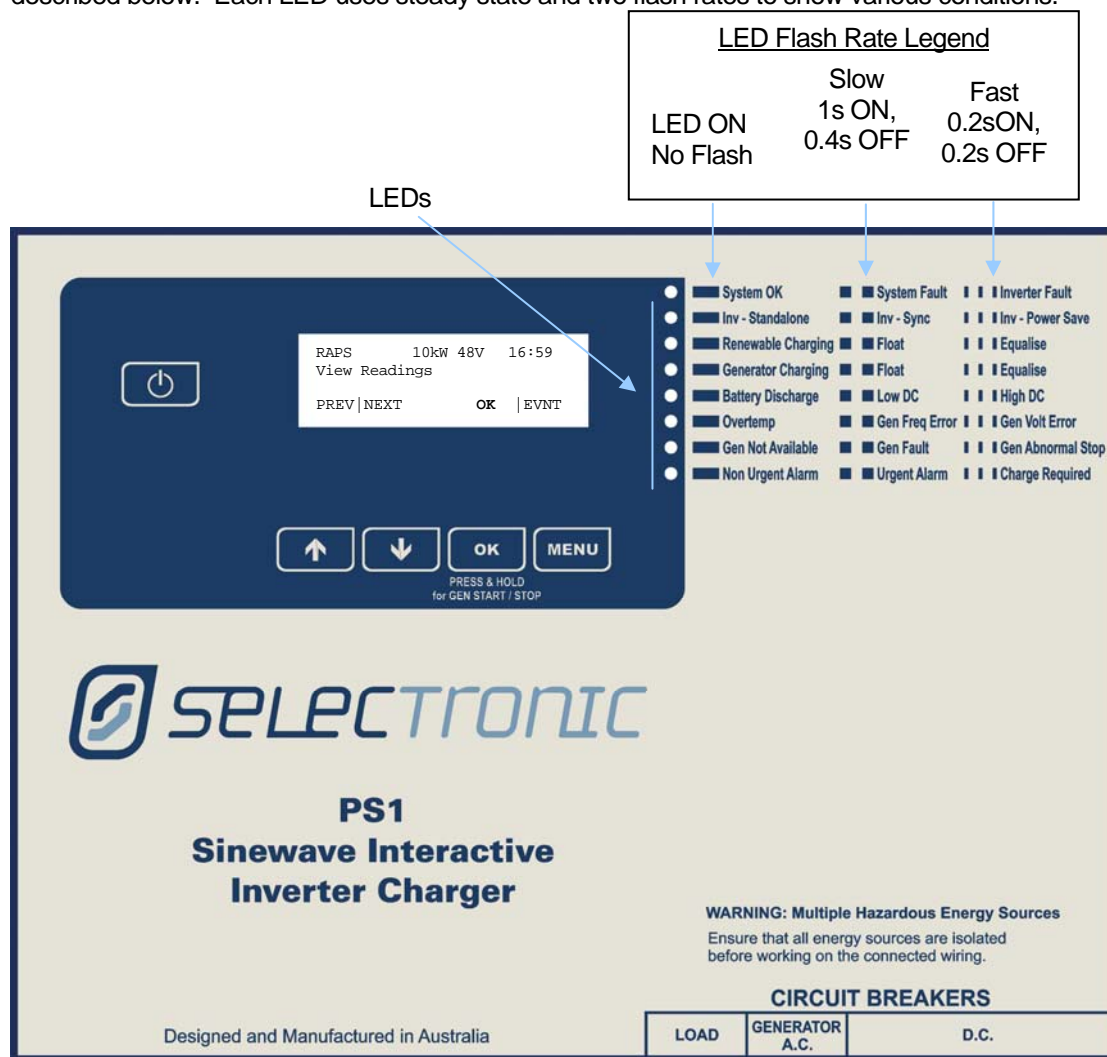 described below. Each LED uses steady state and two flash rates to show various conditions.
LED Flash Rate Legend
LED ON
No Flash
Slow
1s ON,
0.4s OFF
Fast
0.2sON,
0.2s OFF
LEDs
System OK System Fault Inverter Fault
Inv - Standalone Inv - Sync Inv - Power Save
Renewable Charging Float Equalise
Generator Charging Float Equalise
Battery Discharge Low DC High DC
Overtemp Gen Freq Error Gen Volt Error
Gen Not Available Gen Fault Gen Abnormal Stop
Non Urgent Alarm Urgent Alarm Charge Required
RAPS 10kW 48V 16:59
View Readings
PREV|NEXT OK |EVNT
OK MENU
PRESS & HOLD
for GEN START / STOP
SELECTRONIC
PS1
Sinewave Interactive
Inverter Charger
WARNING: Multiple Hazardous Energy Sources
Ensure that all energy sources are isolated
before working on the connected wiring.
CIRCUIT BREAKERS
LOAD
GENERATOR
A.C.
D.C.
Designed and Manufactured in Australia